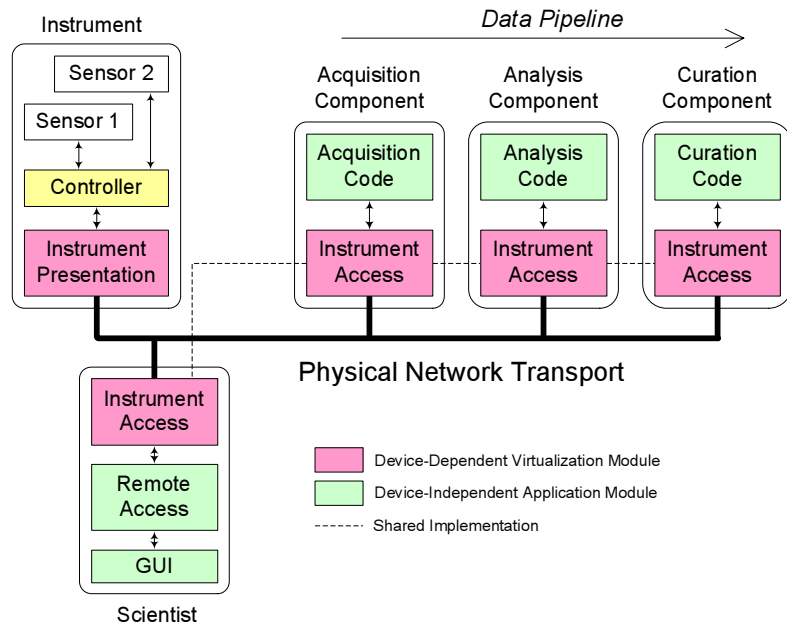 Instrument
Sensor 2
Sensor 1
Controller
Instrument
Presentation
Data Pipeline
Acquisition
Component
Acquisition
Code
Instrument
Access
Analysis
Component
Analysis
Code
Instrument
Access
Curation
Component
Curation
Code
Instrument
Access
Physical Network Transport
Instrument
Access
Remote
Access
GUI
Scientist
Device-Dependent Virtualization Module
Device-Independent Application Module
Shared Implementation